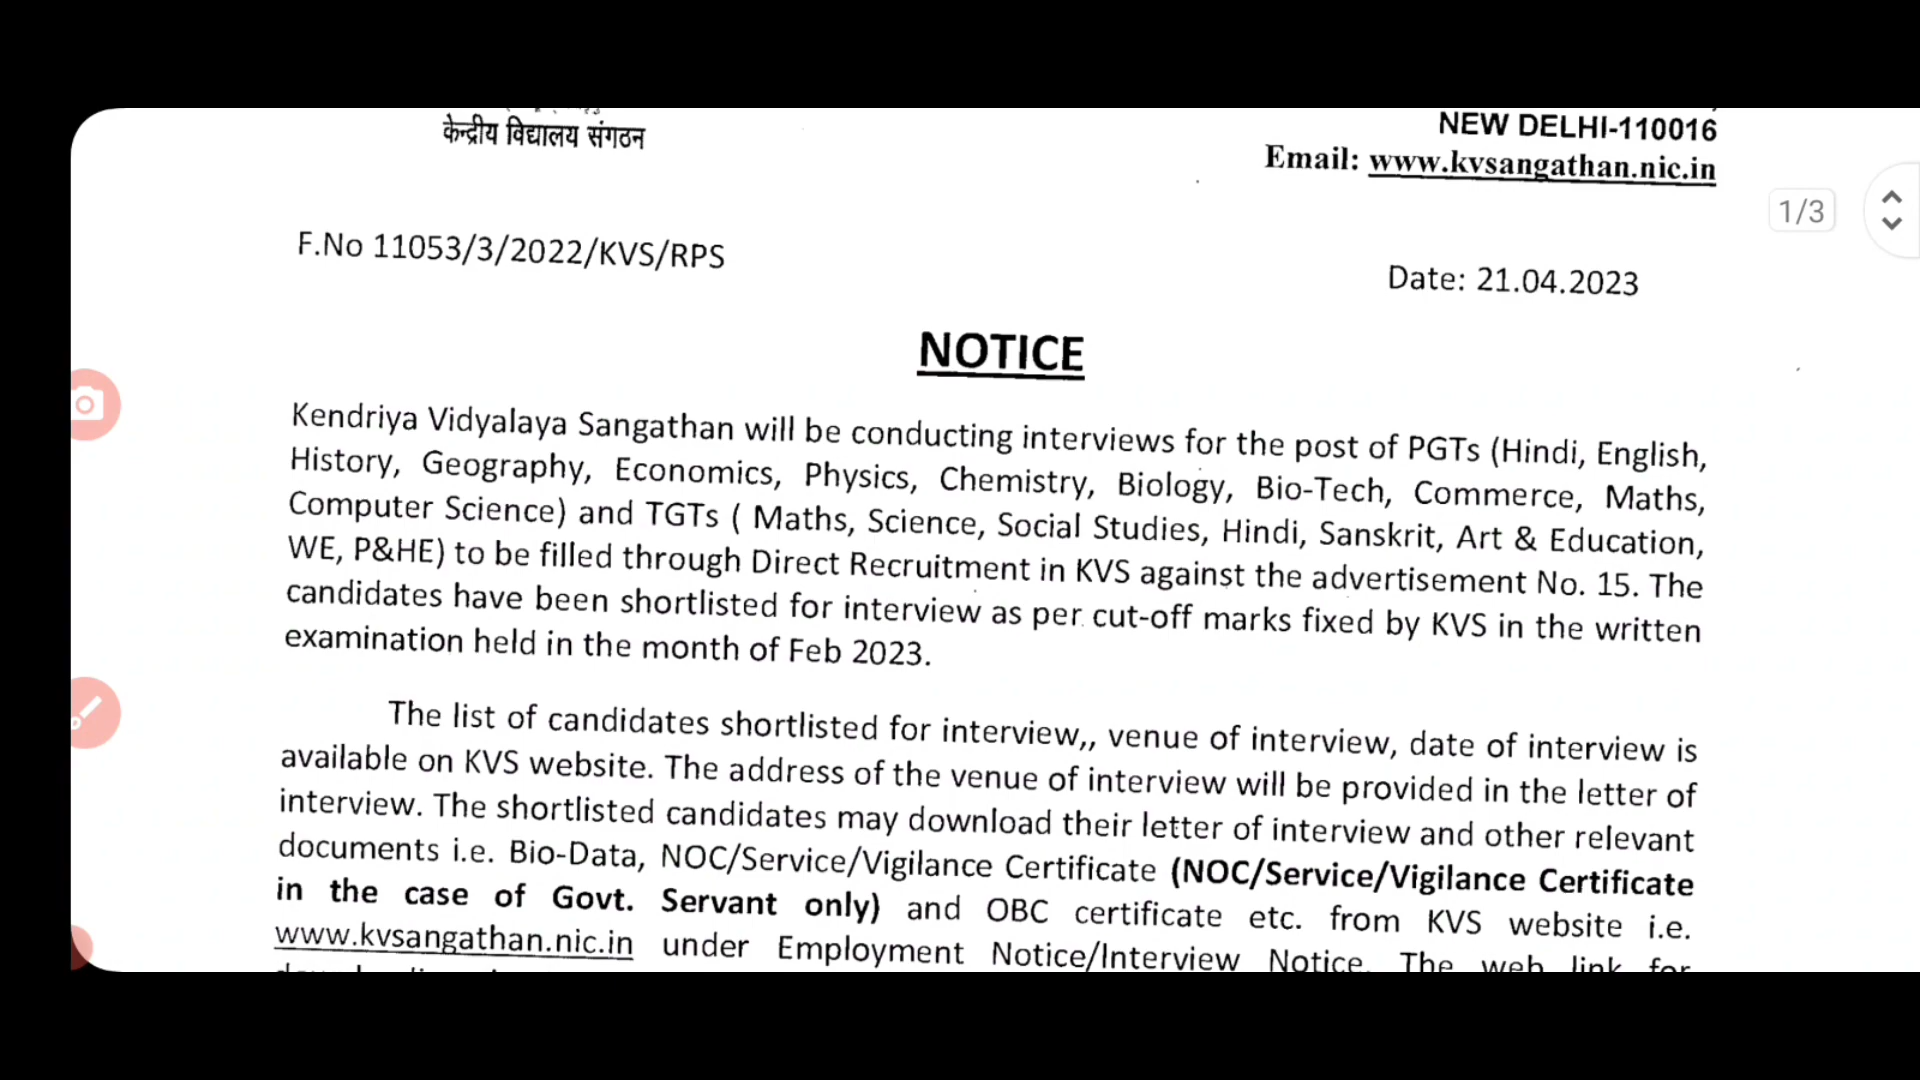 केन्द्रीय विद्यालय संगठन
NEW DELHI-110016
Email: www.kvsangathan.nic.in
1/3
F.No 11053/3/2022/KVS/RPS
Date: 21.04.2023
NOTICE
Kendriya Vidyalaya Sangathan will be conducting interviews for the post of PGTs (Hindi, English,
History, Geography, Economics, Physics, Chemistry, Biology, Bio-Tech, Commerce, Maths,
Computer Science) and TGTs ( Maths, Science, Social Studies, Hindi, Sanskrit, Art & Education,
WE, P&HE) to be filled through Direct Recruitment in KVS against the advertisement No. 15. The
candidates have been shortlisted for interview as per cut-off marks fixed by KVS in the written
examination held in the month of Feb 2023.
The list of candidates shortlisted for interview,, venue of interview, date of interview is
available on KVS website. The address of the venue of interview will be provided in the letter of
interview. The shortlisted candidates may download their letter of interview and other relevant
documents i.e. Bio-Data, NOC/Service/Vigilance Certificate (NOC/Service/Vigilance Certificate
in the case of Govt. Servant only) and OBC certificate etc. from KVS website i.e.
www.kvsangathan.nic.in under Employment Notice/Interview Notice. The web link for